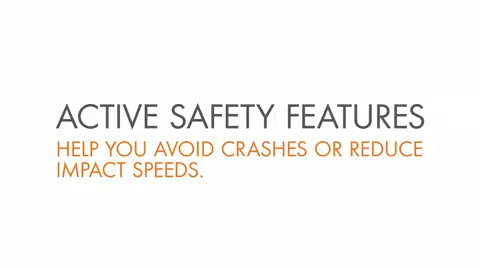 ACTIVE SAFETY FEATURES
HELP YOU AVOID CRASHES OR REDUCE
IMPACT SPEEDS.